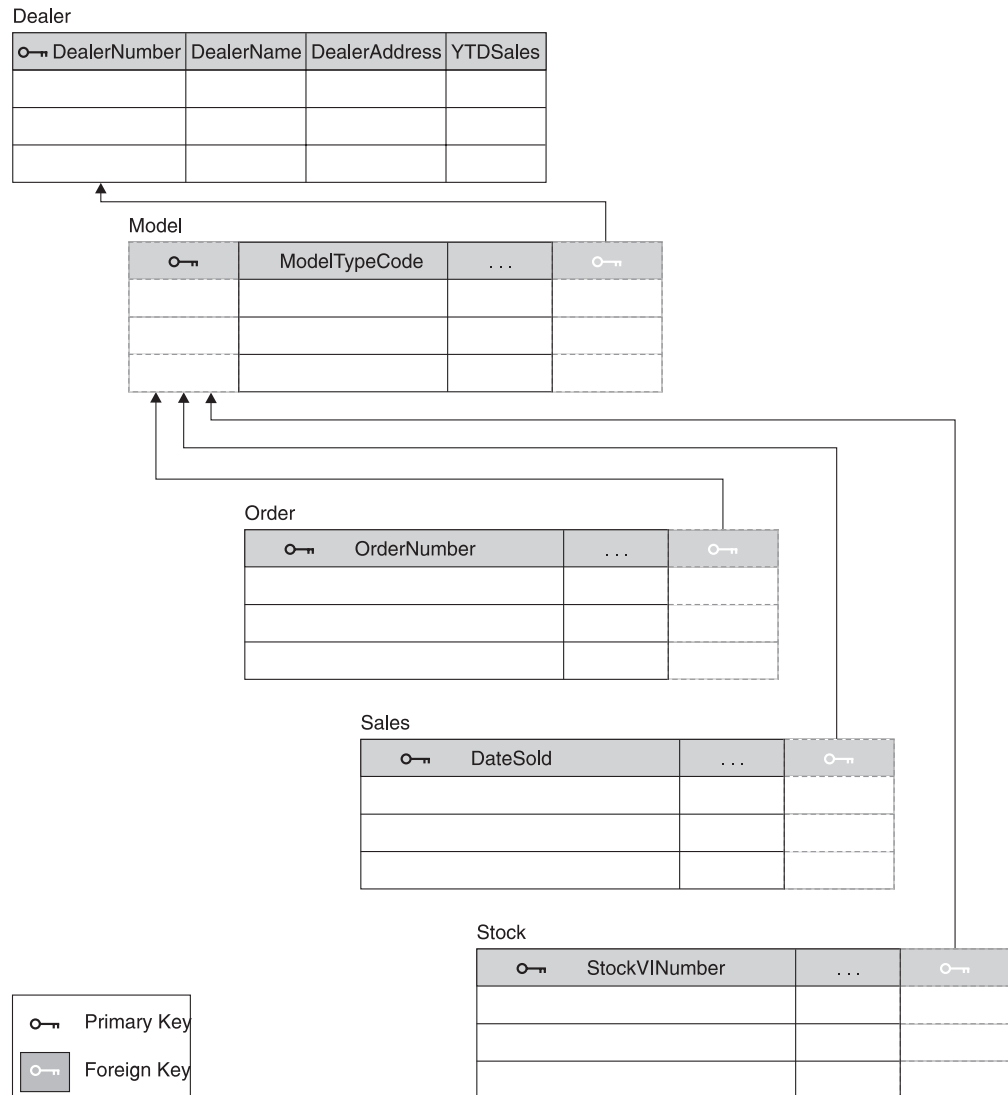 Dealer
DealerNumber DealerName DealerAddress YTDSales
Model
ModelTypeCode ...
Order
OrderNumber ...
Sales
DateSold ...
Stock
StockVINumber ...
Primary Key
Foreign Key